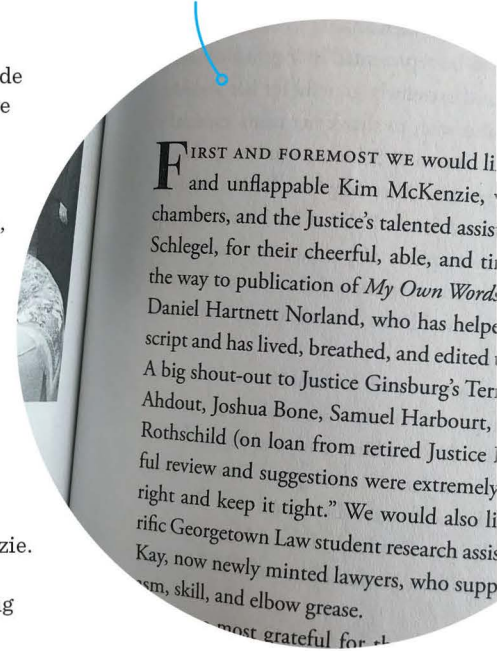 de
e
,
zie.
g
FIRST AND FOREMOST WE would li
and unflappable Kim McKenzie,
chambers, and the Justice's talented assis
Schlegel, for their cheerful, able, and ti
the way to publication of My Own Words
Daniel Hartnett Norland, who has helpe
script and has lived, breathed, and edited
A big shout-out to Justice Ginsburg's Ter
Ahdout, Joshua Bone, Samuel Harbourt,
Rothschild (on loan from retired Justice
ful review and suggestions were extremely
right and keep it tight." We would also li
rific Georgetown Law student research assis
Kay, now newly minted lawyers, who supp
sm, skill, and elbow grease.
most grateful for